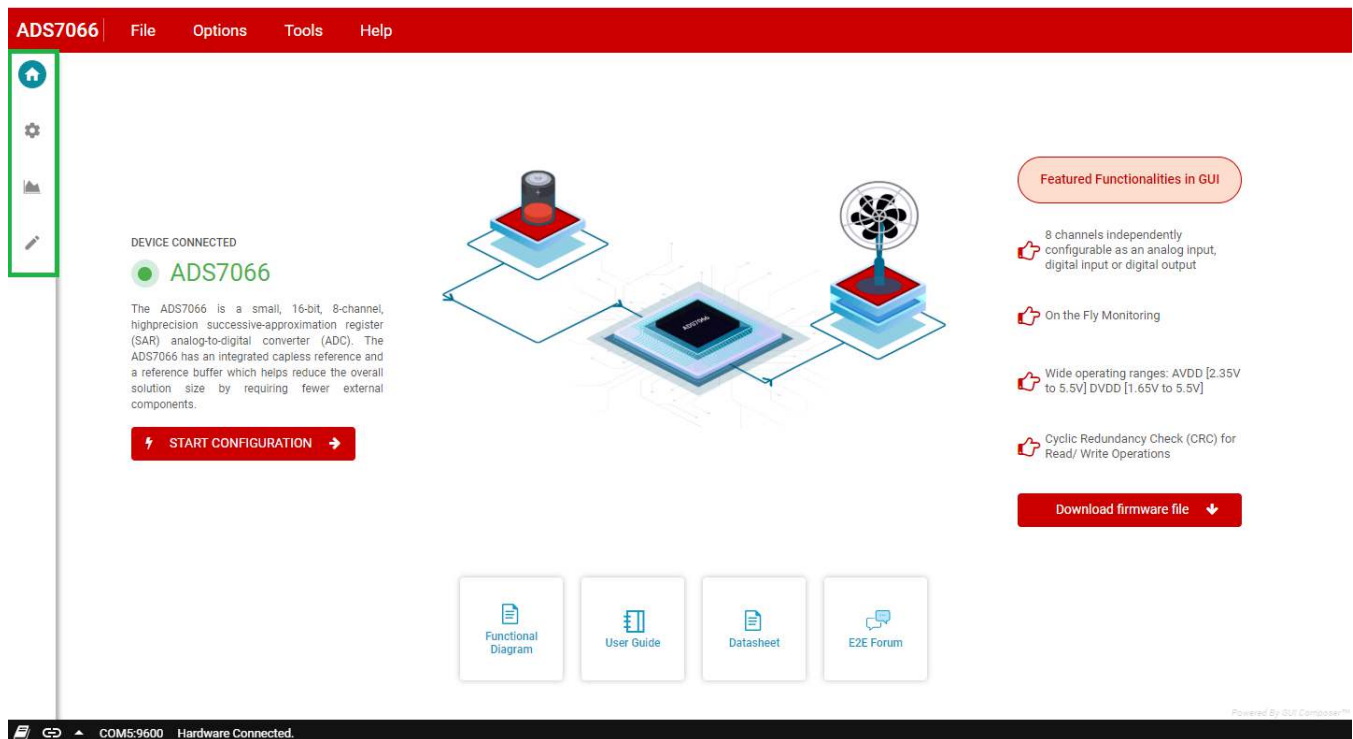 ADS7066 File Options Tools Help
DEVICE CONNECTED
ADS7066
The ADS7066 is a small, 16-bit, 8-channel,
highprecision successive-approximation register
(SAR) analog-to-digital converter (ADC). The
ADS7066 has an integrated capless reference and
a reference buffer which helps reduce the overall
solution size by requiring fewer external
components.
START CONFIGURATION
ADS7066
Featured Functionalities in GUI
8 channels independently
configurable as an analog input,
digital input or digital output
On the Fly Monitoring
Wide operating ranges: AVDD [2.35V
to 5.5V] DVDD [1.65V to 5.5V]
Cyclic Redundancy Check (CRC) for
Read/ Write Operations
Download firmware file
Functional
Diagram
User Guide
Datasheet
E2E Forum
Powered By GUI Composer™
COM5:9600 Hardware Connected.